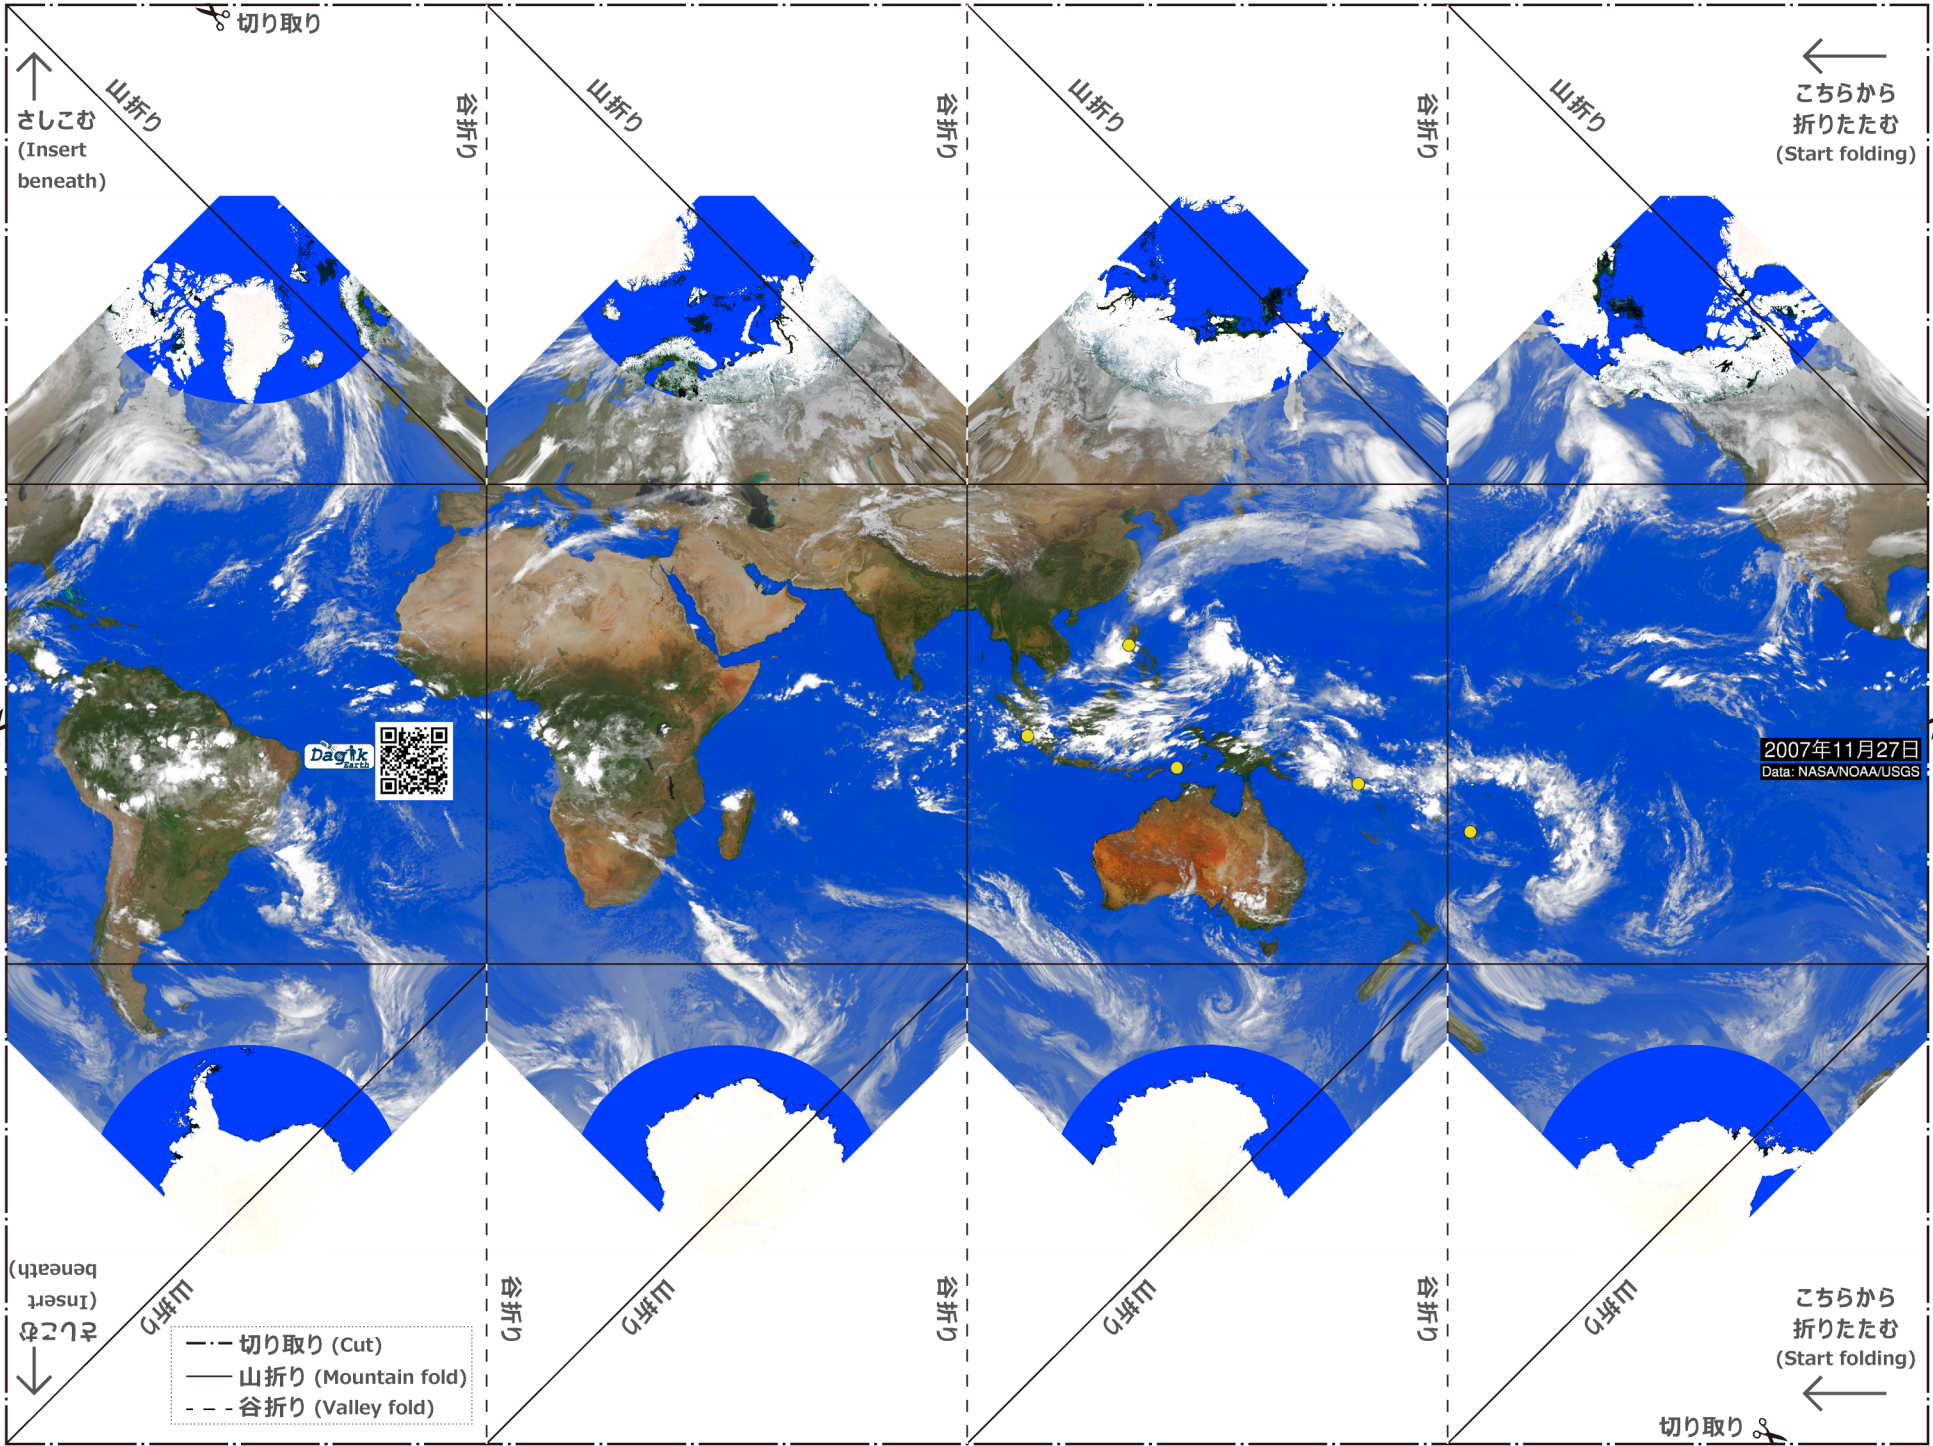 切り取り
山折り
谷折り
山折り
谷折り
山折り
谷折り
山折り
こちらから
折りたたむ
(Start folding)
さしこむ
(Insert
beneath)
Dagik
Earth
2007年11月27日
Data: NASA/NOAA/USGS
さしこむ
(Insert
beneath)
山折り
谷折り
山折り
谷折り
山折り
谷折り
山折り
こちらから
折りたたむ
(Start folding)
切り取り (Cut)
山折り (Mountain fold)
谷折り (Valley fold)
切り取り